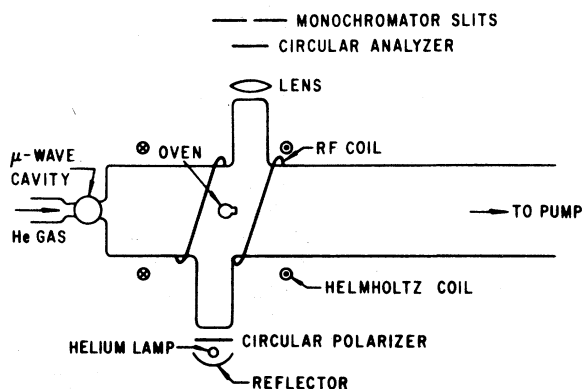 MONOCHROMATOR SLITS
CIRCULAR ANALYZER
LENS
μ-WAVE
CAVITY
OVEN
RF COIL
He GAS
TO PUMP
HELMHOLTZ COIL
CIRCULAR POLARIZER
HELIUM LAMP
REFLECTOR